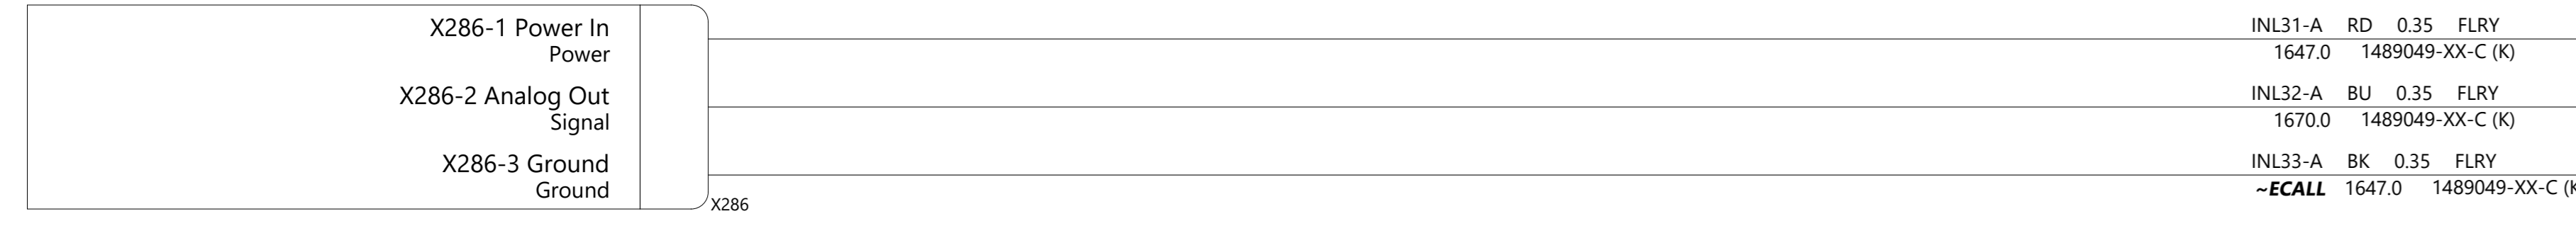 X286-1 Power In
Power
INL31-A RD 0.35 FLRY
1647.0 1489049-XX-C (K)
X286-2 Analog Out
Signal
INL32-A BU 0.35 FLRY
1670.0 1489049-XX-C (K)
X286-3 Ground
Ground
INL33-A BK 0.35 FLRY
~ECALL 1647.0 1489049-XX-C (K
X286